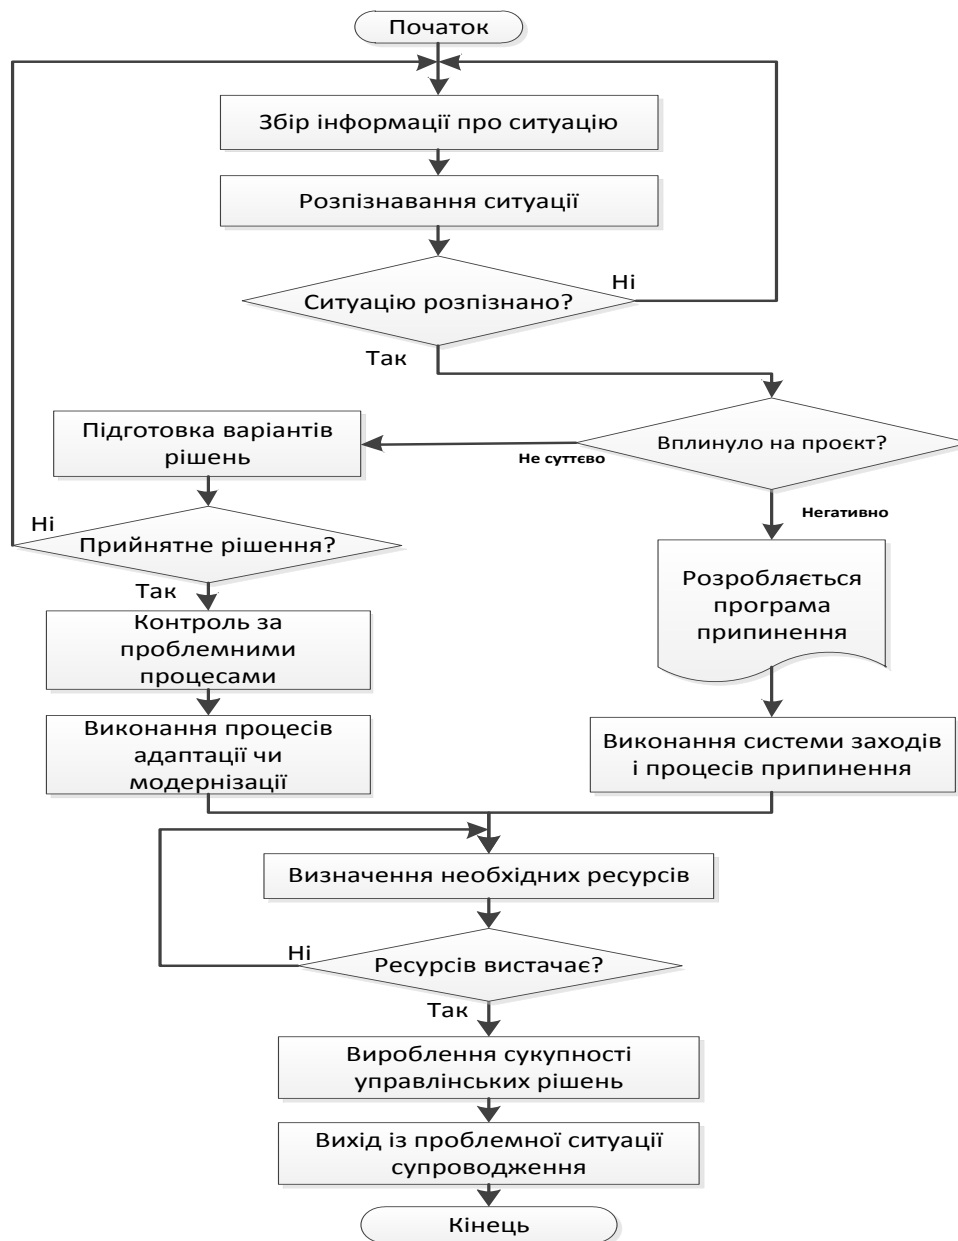 Початок
Збір інформації про ситуацію
Розпізнавання ситуації
Ситуацію розпізнано?
Ні
Так
Вплинуло на проєкт?
Не суттєво
Негативно
Підготовка варіантів
рішень
Ні
Прийнятне рішення?
Так
Контроль за
проблемними
процесами
Виконання процесів
адаптації чи
модернізації
Розробляється
програма
припинення
Виконання системи заходів
і процесів припинення
Визначення необхідних ресурсів
Ні
Ресурсів вистачає?
Так
Вироблення сукупності
управлінських рішень
Вихід із проблемної ситуації
супроводження
Кінець